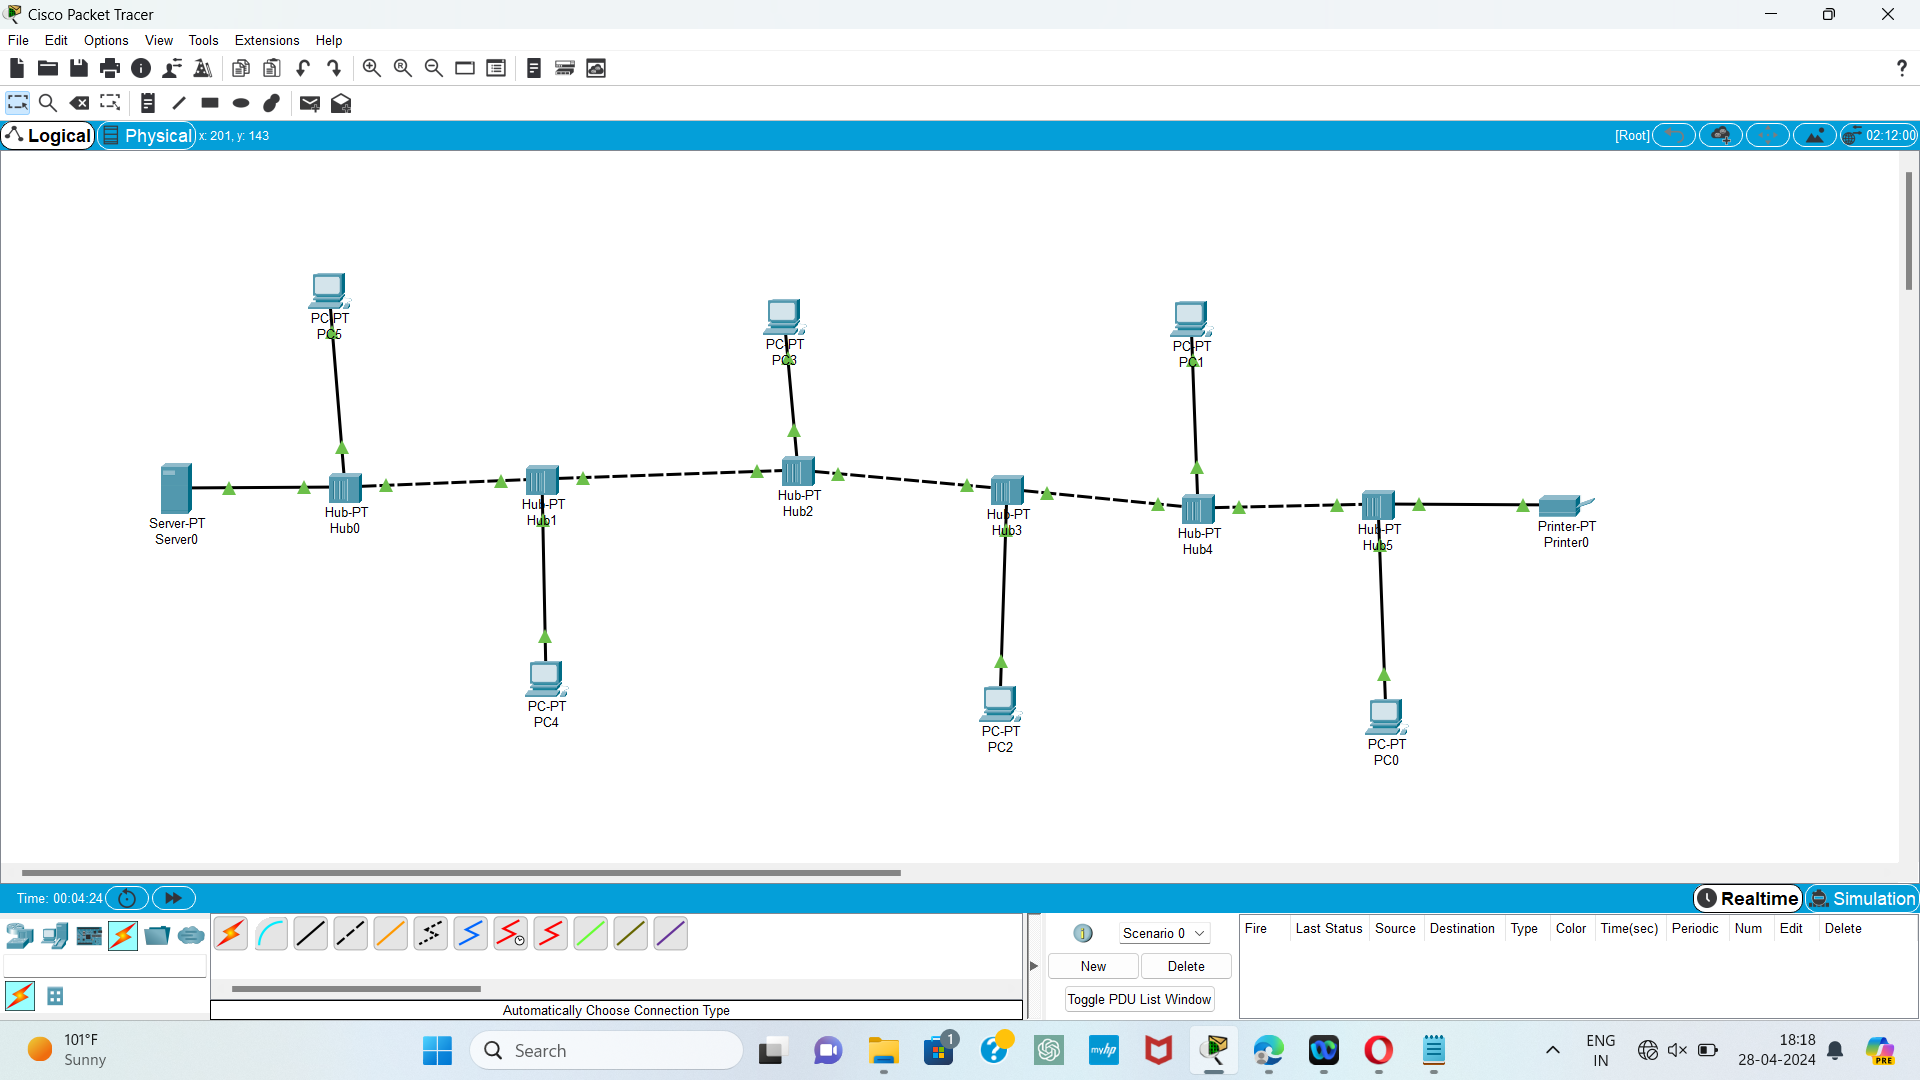 Cisco Packet Tracer
File Edit Options View Tools Extensions Help
?
Logical Physical x: 201, y: 143 [Root] 02:12:00
PC-PT
PC5
PC-PT
PC3
PC-PT
PC1
Server-PT
Server0
Hub-PT
Hub0
Hub-PT
Hub1
Hub-PT
Hub2
Hub-PT
Hub3
Hub-PT
Hub4
Hub-PT
Hub5
Printer-PT
Printer0
PC-PT
PC4
PC-PT
PC2
PC-PT
PC0
Time: 00:04:24 Realtime Simulation
1 Scenario 0
New Delete
Toggle PDU List Window
Fire Last Status Source Destination Type Color Time(sec) Periodic Num Edit Delete
Automatically Choose Connection Type
101°F
Sunny
Search
1
?
myhp
ENG
IN
18:18
28-04-2024
PRE